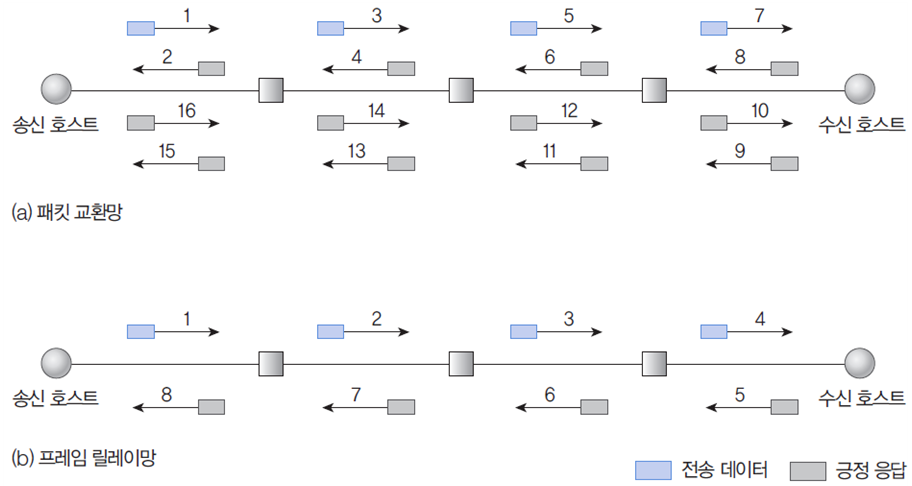 1 3 5 7
2 4 6 8
송신 호스트 수신 호스트
16 14 12 10
15 13 11 9
(a) 패킷 교환망
1 2 3 4
송신 호스트 수신 호스트
8 7 6 5
(b) 프레임 릴레이망
전송 데이터 긍정 응답